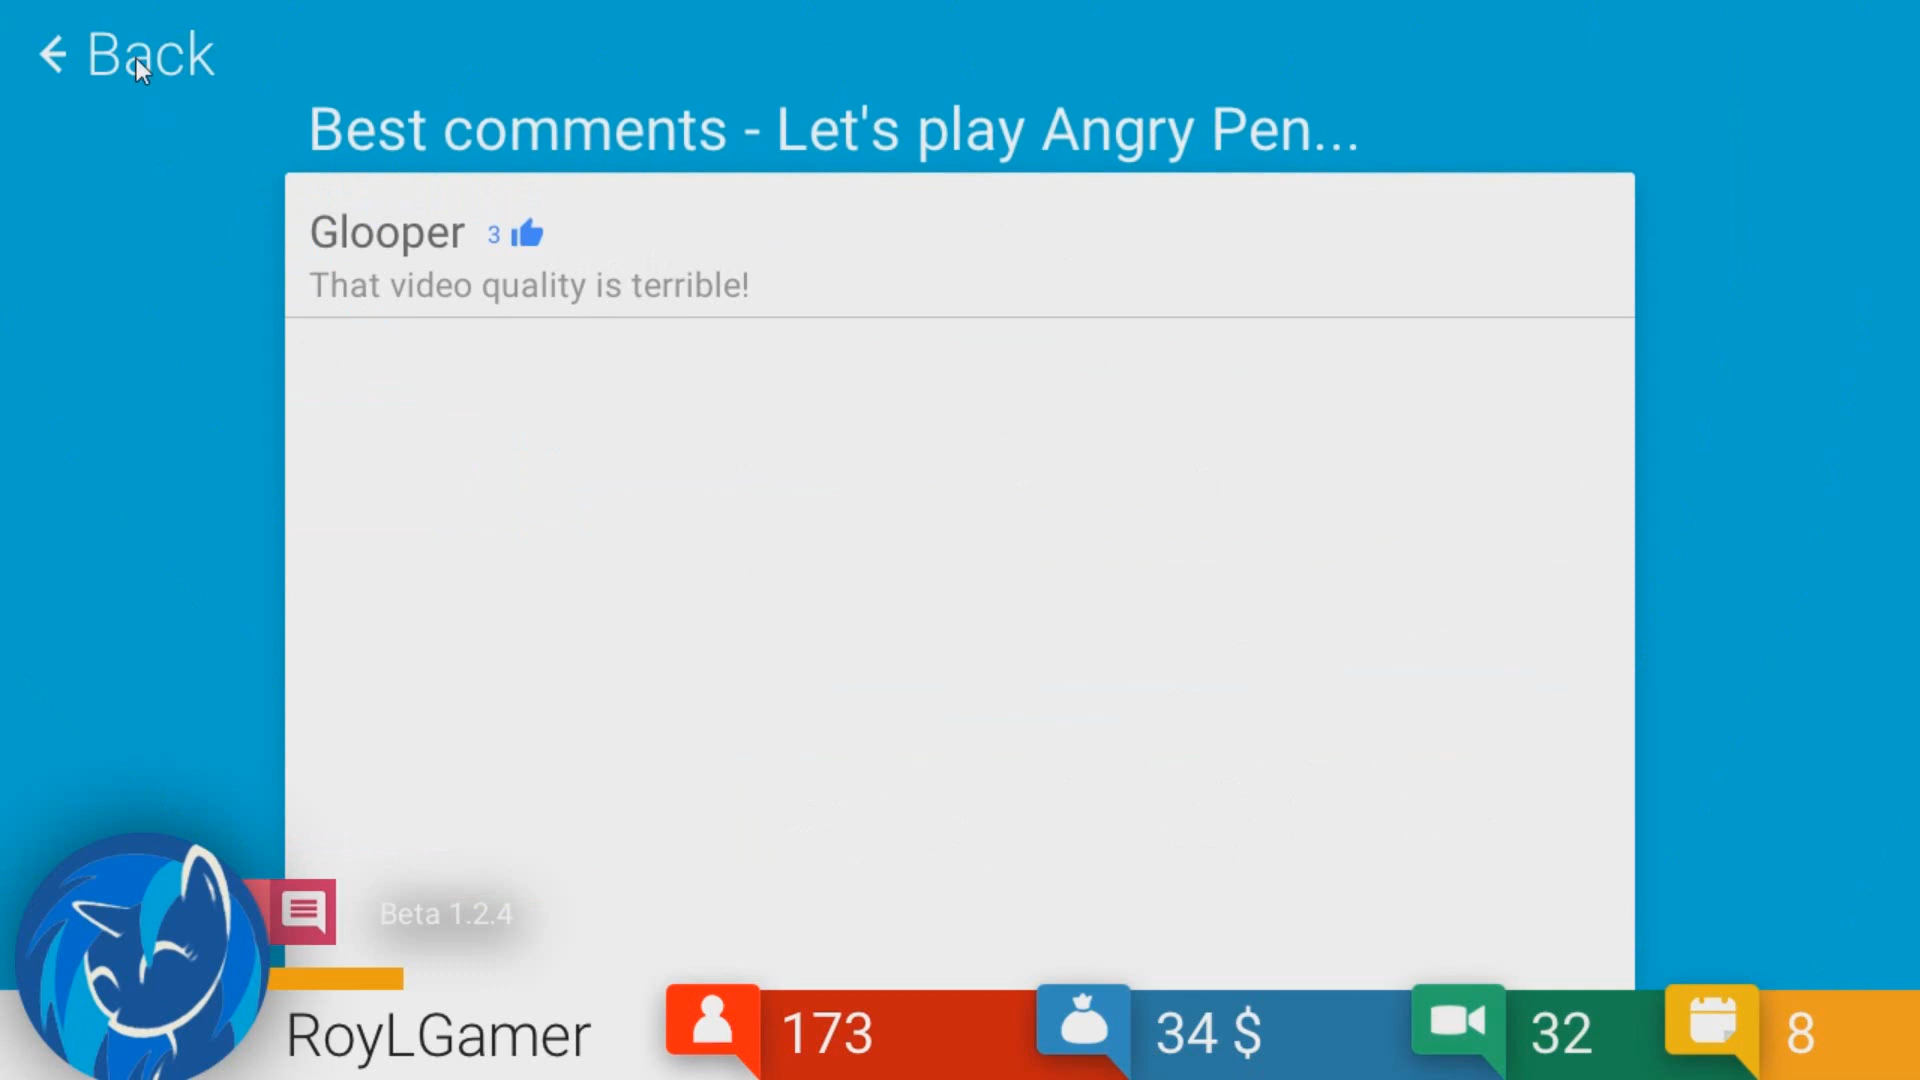 Back
Best comments - Let's play Angry Pen...
Glooper 3
That video quality is terrible!
Beta 1.2.4
RoyLGamer 173 34 $ 32 8